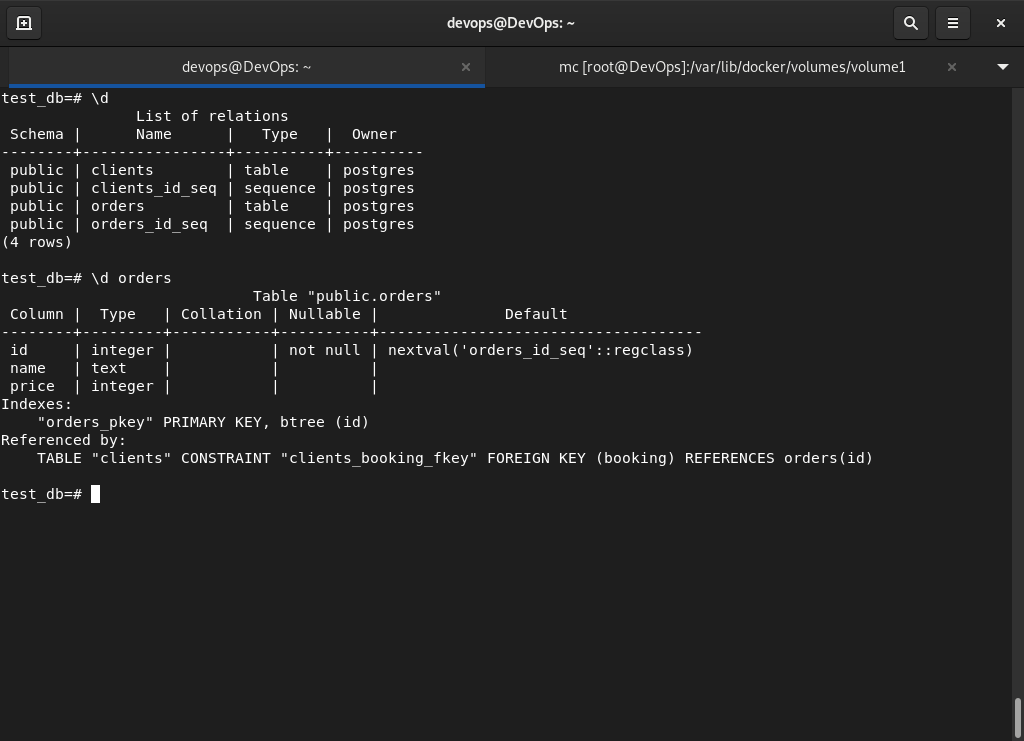 devops@DevOps: ~
devops@DevOps: ~
mc [root@DevOps]:/var/lib/docker/volumes/volume1
test_db=# \d
               List of relations
 Schema |      Name      |   Type   |  Owner
--------+----------------+----------+----------
 public | clients        | table    | postgres
 public | clients_id_seq | sequence | postgres
 public | orders         | table    | postgres
 public | orders_id_seq  | sequence | postgres
(4 rows)

test_db=# \d orders
                            Table "public.orders"
 Column |  Type   | Collation | Nullable |              Default
--------+---------+-----------+----------+------------------------------------
 id     | integer |           | not null | nextval('orders_id_seq'::regclass)
 name   | text    |           |          |
 price  | integer |           |          |
Indexes:
    "orders_pkey" PRIMARY KEY, btree (id)
Referenced by:
    TABLE "clients" CONSTRAINT "clients_booking_fkey" FOREIGN KEY (booking) REFERENCES orders(id)

test_db=#